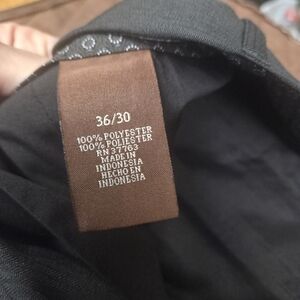 36/30
100% POLYESTER
100% POLIESTER
RN 37763
MADE IN
INDONESIA
HECHO EN
INDONESIA